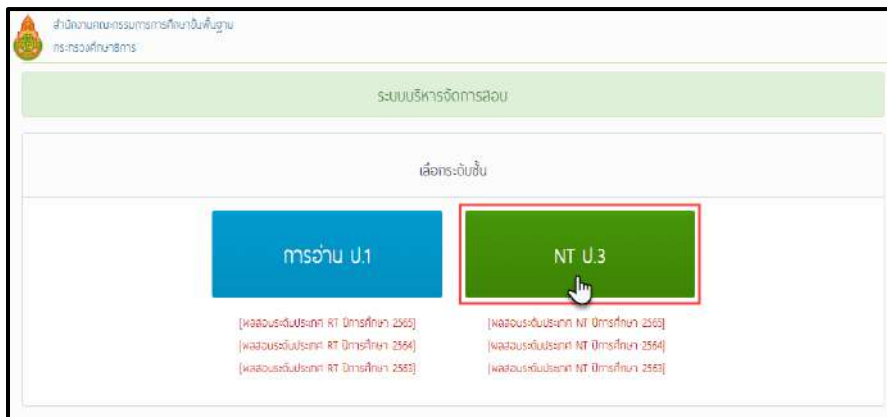 สำนักงานคณะกรรมการการศึกษาขั้นพื้นฐาน
กระทรวงศึกษาธิการ
ระบบบริหารจัดการสอบ
เลือกระดับชั้น
การอ่าน ป.1
NT ป.3
[ผลสอบระดับประเทศ RT ปีการศึกษา 2565]
[ผลสอบระดับประเทศ NT ปีการศึกษา 2565]
[ผลสอบระดับประเทศ RT ปีการศึกษา 2564]
[ผลสอบระดับประเทศ NT ปีการศึกษา 2564]
[ผลสอบระดับประเทศ RT ปีการศึกษา 2563]
[ผลสอบระดับประเทศ NT ปีการศึกษา 2563]